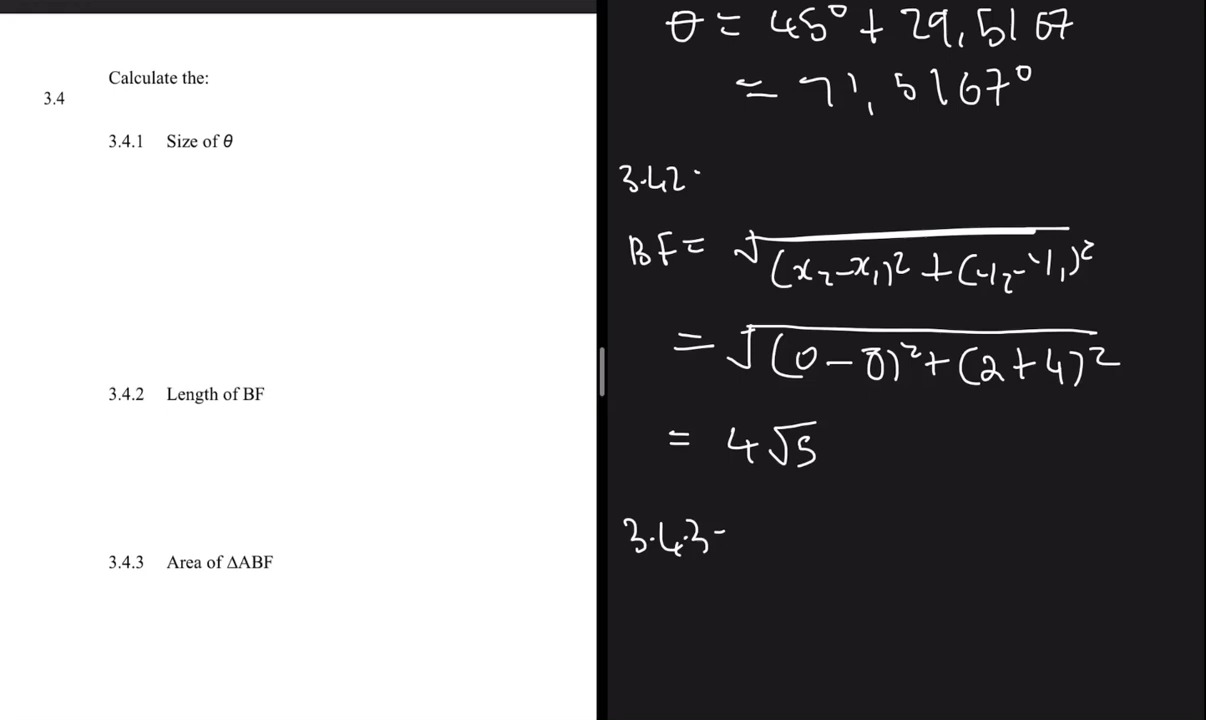 Calculate the:
3.4
3.4.1 Size of θ
3.4.2 Length of BF
3.4.3 Area of ΔABF
θ = 45° + 29,5167
= 71,5167°
3.42.
BF = √(x₂-x₁)² + (y₂-y₁)²
= √(0-8)² + (2+4)²
= 4√5
3.4.3-